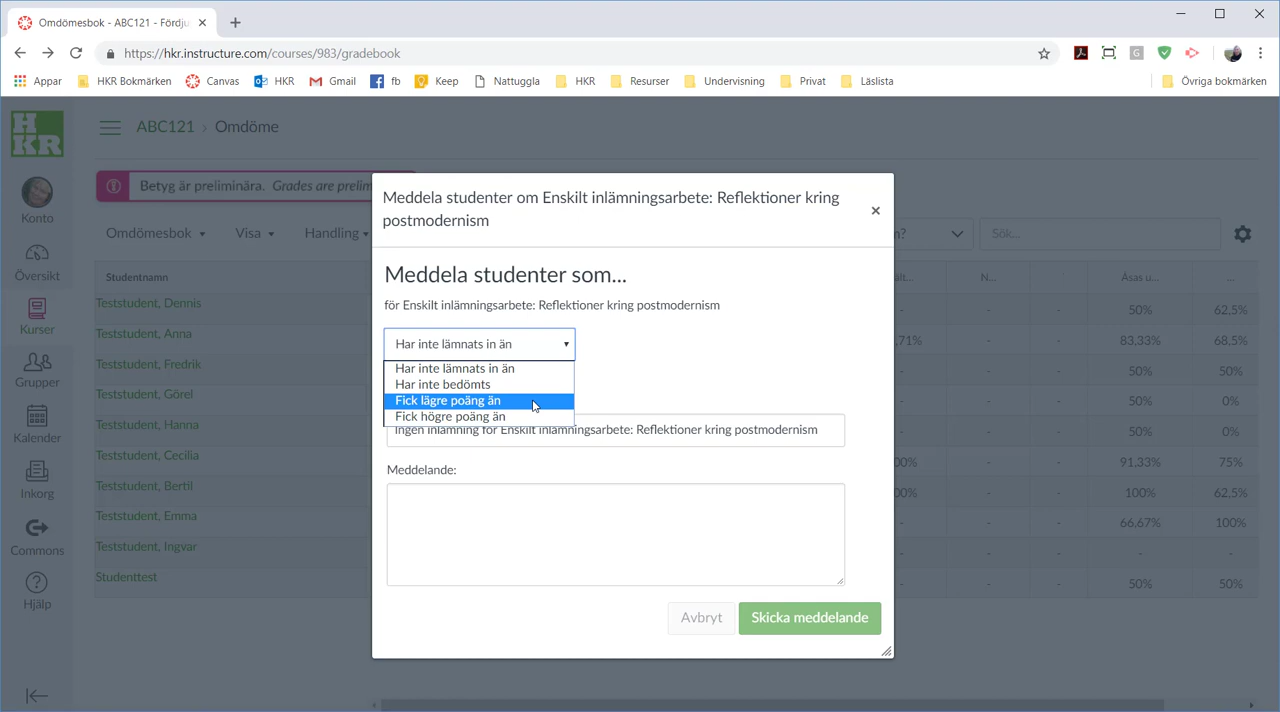 Omdömesbok - ABC121 - Fördju
https://hkr.instructure.com/courses/983/gradebook
Appar HKR Bokmärken Canvas HKR Gmail fb Keep Nattuggla HKR Resurser Undervisning Privat Läslista Övriga bokmärken
HKR
ABC121 › Omdöme
Betyg är preliminära. Grades are prelim
Konto
Översikt
Kurser
Grupper
Kalender
Inkorg
Commons
Hjälp
Omdömesbok Visa Handling
Sök...
Studentnamn
N...
Åsas u...
...
Teststudent, Dennis
- - 50% 62,5%
Teststudent, Anna
,71% - - 83,33% 68,5%
Teststudent, Fredrik
- - 50% 50%
Teststudent, Görel
- - 50% 0%
Teststudent, Hanna
- - 50% 0%
Teststudent, Cecilia
00% - - 91,33% 75%
Teststudent, Bertil
00% - - 100% 62,5%
Teststudent, Emma
- - 66,67% 100%
Teststudent, Ingvar
- - - -
Studenttest
- - 50% 50%
Meddela studenter om Enskilt inlämningsarbete: Reflektioner kring
postmodernism
×
Meddela studenter som...
för Enskilt inlämningsarbete: Reflektioner kring postmodernism
Har inte lämnats in än
Har inte lämnats in än
Har inte bedömts
Fick lägre poäng än
Fick högre poäng än
Ingen inlämning för Enskilt inlämningsarbete: Reflektioner kring postmodernism
Meddelande:
Avbryt Skicka meddelande